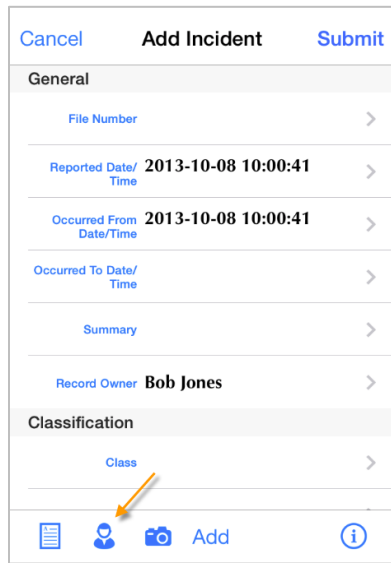 Cancel Add Incident Submit
General
File Number
Reported Date/ 2013-10-08 10:00:41
Time
Occurred From 2013-10-08 10:00:41
Date/Time
Occurred To Date/
Time
Summary
Record Owner Bob Jones
Classification
Class
Add